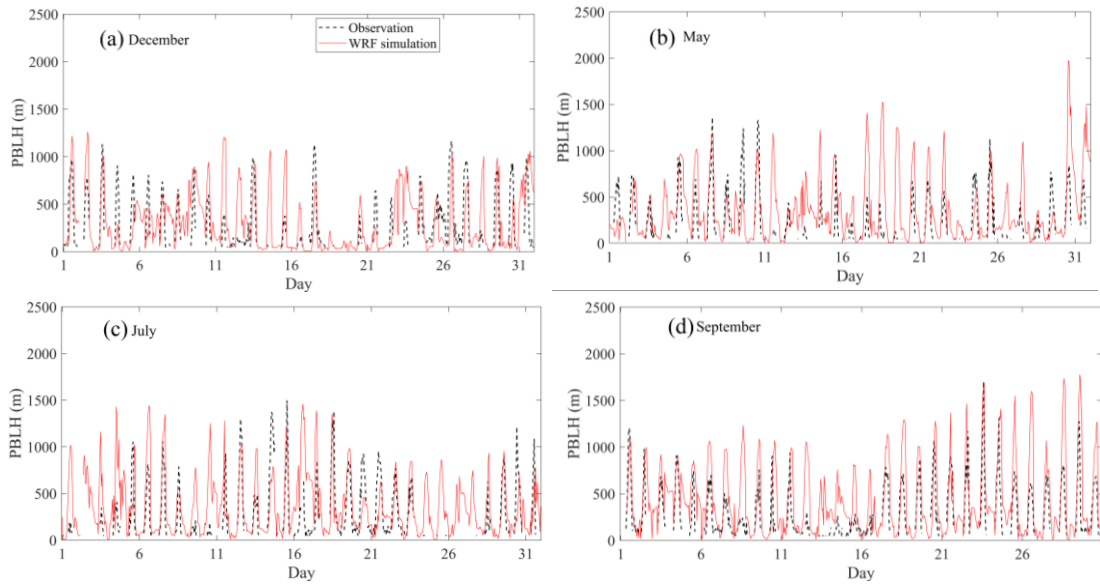 2500
2000
1500
1000
500
0
PBLH (m)
(a) December
Observation
WRF simulation
1 6 11 16 21 26 31
Day
2500
2000
1500
1000
500
0
PBLH (m)
(b) May
1 6 11 16 21 26 31
Day
2500
2000
1500
1000
500
0
PBLH (m)
(c) July
1 6 11 16 21 26 31
Day
2500
2000
1500
1000
500
0
PBLH (m)
(d) September
1 6 11 16 21 26
Day